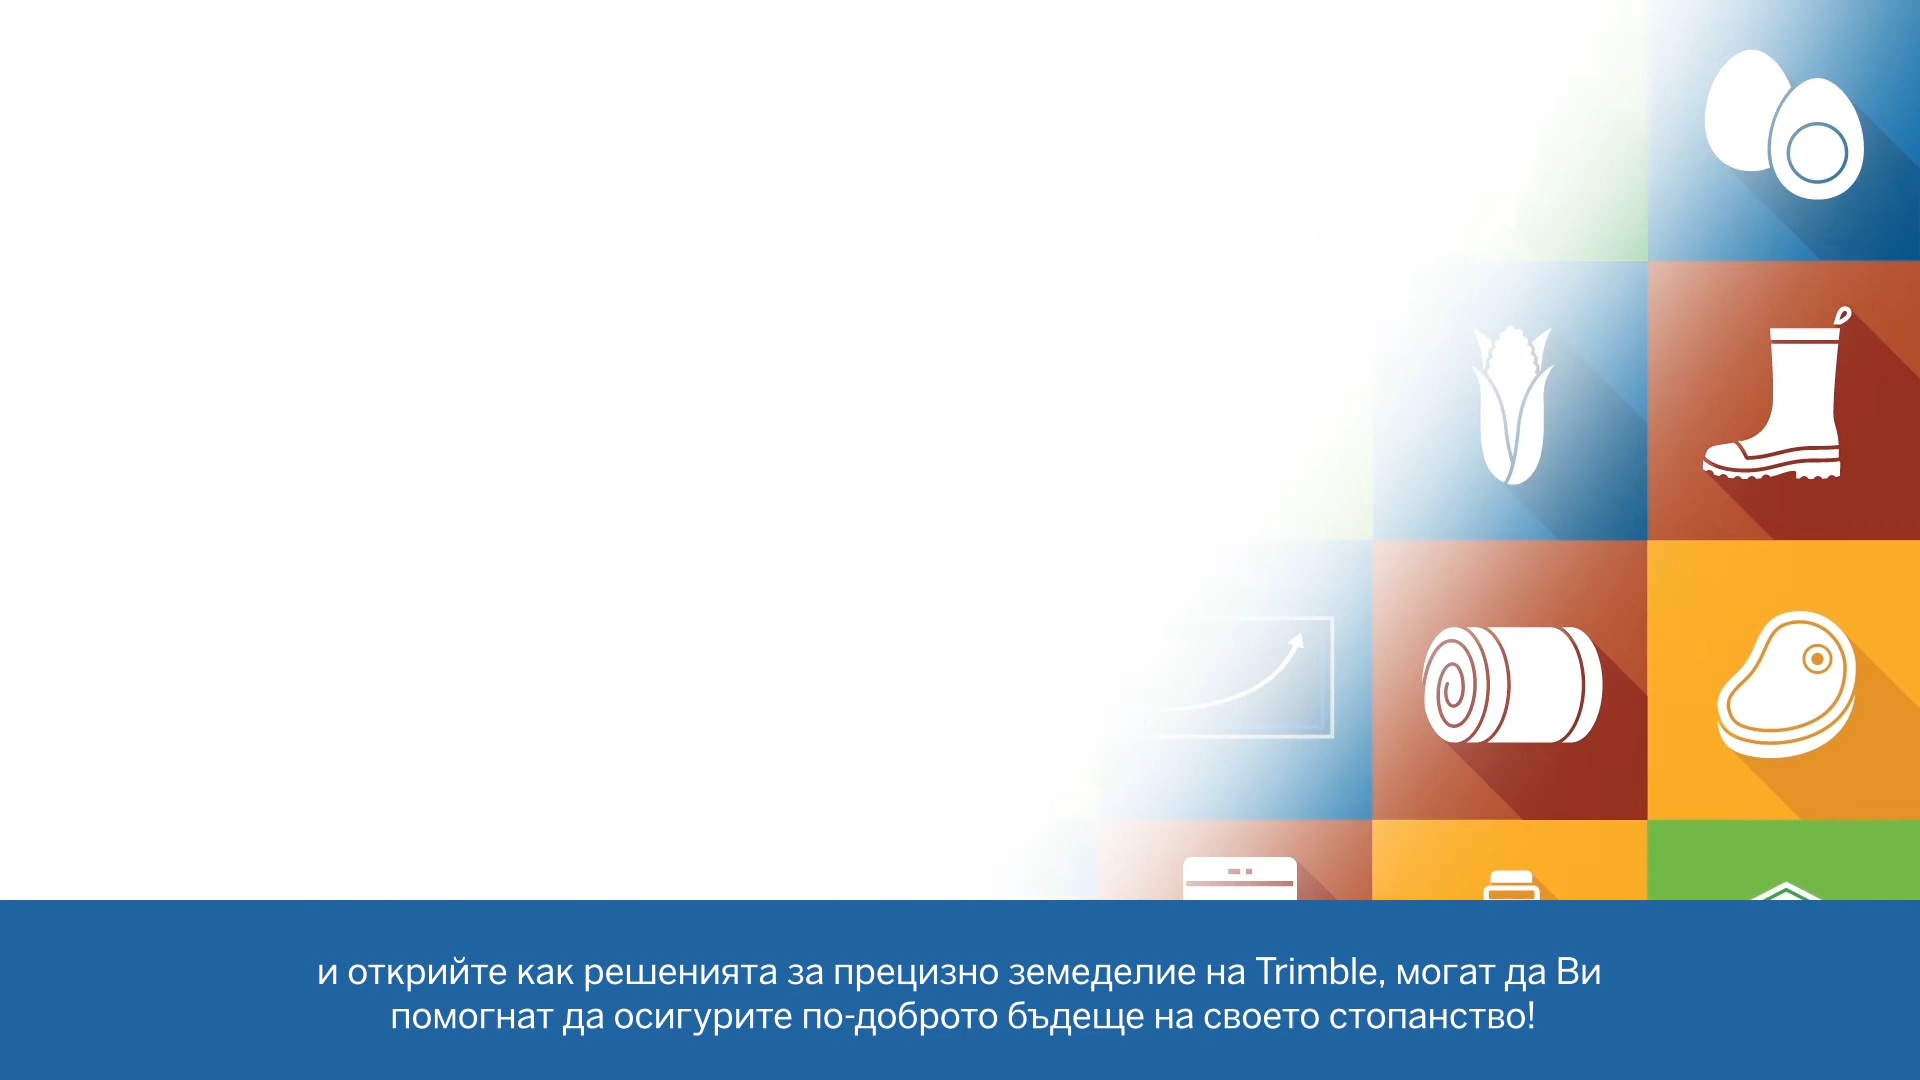 и открийте как решенията за прецизно земеделие на Trimble, могат да Ви
помогнат да осигурите по-доброто бъдеще на своето стопанство!